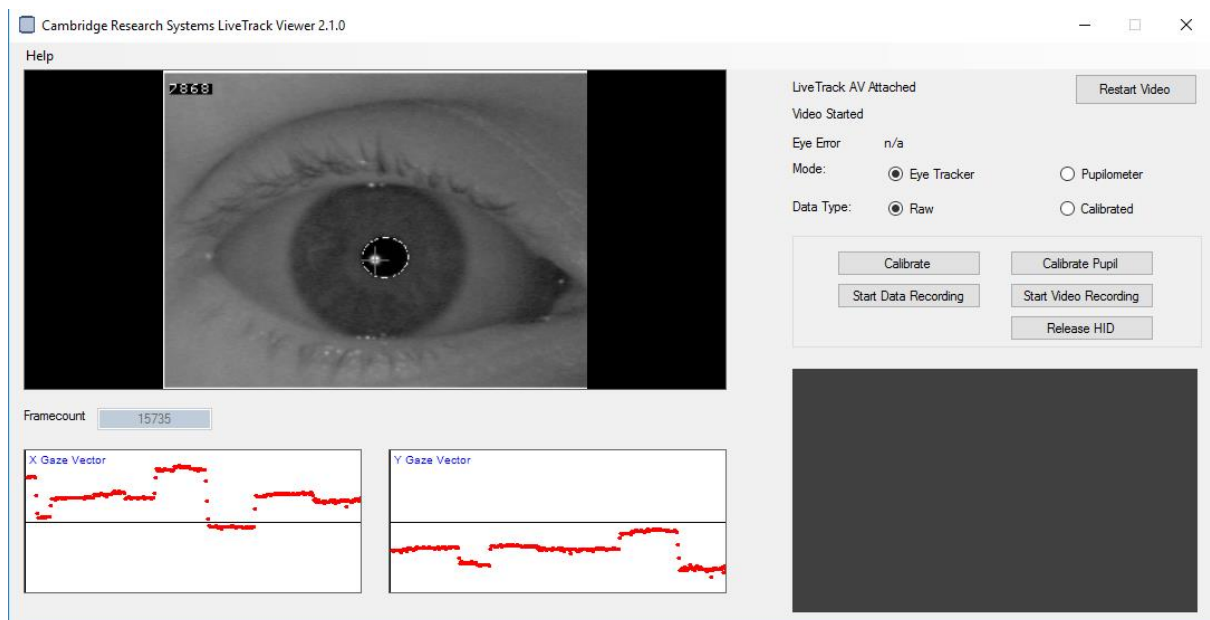 Cambridge Research Systems LiveTrack Viewer 2.1.0
Help
7868
LiveTrack AV Attached
Restart Video
Video Started
Eye Error n/a
Mode: Eye Tracker Pupilometer
Data Type: Raw Calibrated
Calibrate Calibrate Pupil
Start Data Recording Start Video Recording
Release HID
Framecount 15735
X Gaze Vector
Y Gaze Vector